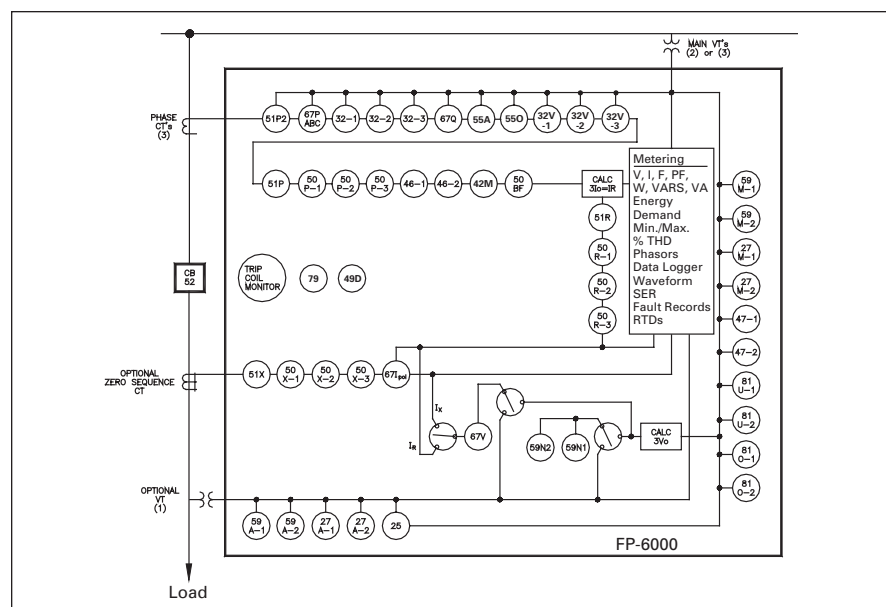 MAIN VT's
(2) or (3)
PHASE
CT's
(3)
51P2
67P
ABC
32-1
32-2
32-3
67Q
55A
55O
32V
-1
32V
-2
32V
-3
51P
50
P-1
50
P-2
50
P-3
46-1
46-2
42M
50
BF
CALC
3Io=IR
51R
50
R-1
50
R-2
50
R-3
Metering
V, I, F, PF,
W, VARS, VA
Energy
Demand
Min./Max.
% THD
Phasors
Data Logger
Waveform
SER
Fault Records
RTDs
59
M-1
59
M-2
27
M-1
27
M-2
47-1
47-2
81
U-1
81
U-2
81
O-1
81
O-2
CB
52
TRIP
COIL
MONITOR
79
49D
OPTIONAL
ZERO SEQUENCE
CT
51X
50
X-1
50
X-2
50
X-3
67Ipol
IX
IR
67V
59N2
59N1
CALC
3Vo
OPTIONAL
VT
(1)
59
A-1
59
A-2
27
A-1
27
A-2
25
FP-6000
Load